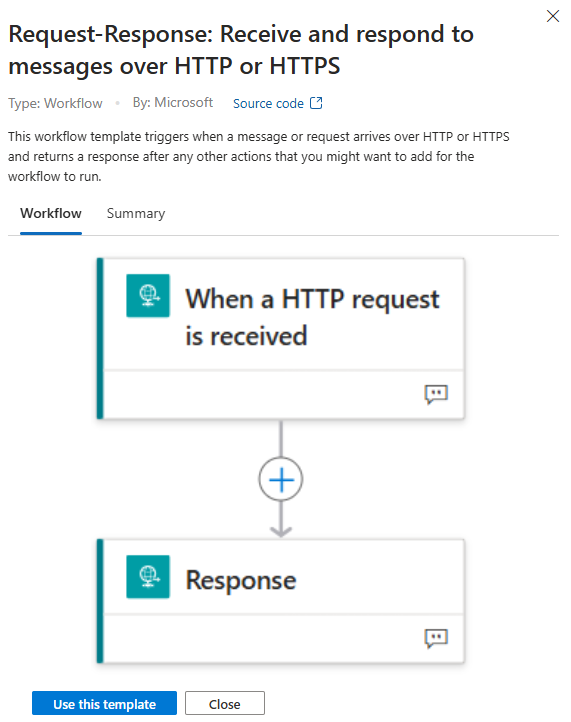 Request-Response: Receive and respond to
messages over HTTP or HTTPS
Type: Workflow • By: Microsoft Source code
This workflow template triggers when a message or request arrives over HTTP or HTTPS
and returns a response after any other actions that you might want to add for the
workflow to run.
Workflow Summary
When a HTTP request
is received
Response
Use this template Close